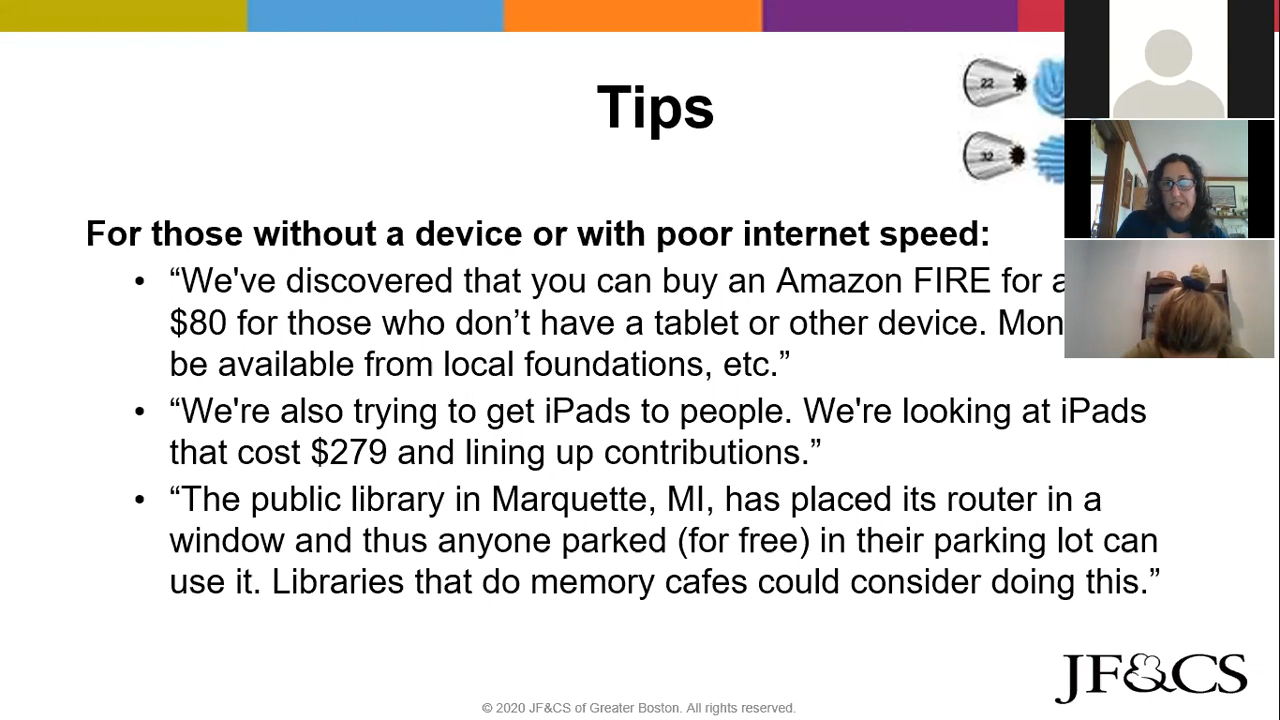 Tips
22
32
For those without a device or with poor internet speed:
• “We've discovered that you can buy an Amazon FIRE for
$80 for those who don’t have a tablet or other device.
be available from local foundations, etc.”
• “We're also trying to get iPads to people. We're looking at iPads
that cost $279 and lining up contributions.”
• “The public library in Marquette, MI, has placed its router in a
window and thus anyone parked (for free) in their parking lot can
use it. Libraries that do memory cafes could consider doing this.”
JF&CS
© 2020 JF&CS of Greater Boston. All rights reserved.